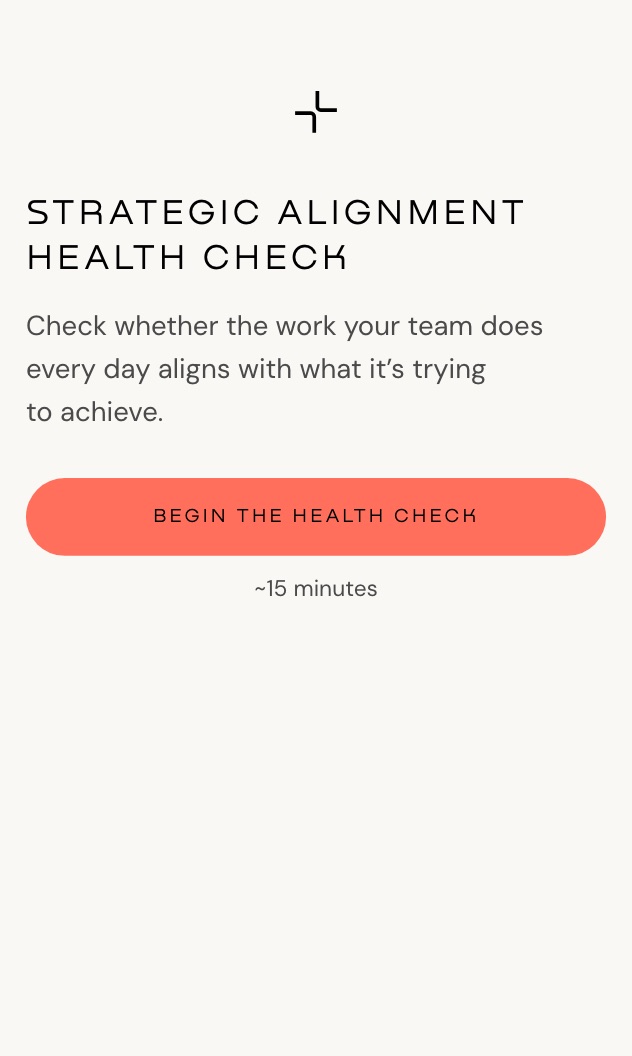 STRATEGIC ALIGNMENT
HEALTH CHECK
Check whether the work your team does
every day aligns with what it’s trying
to achieve.
BEGIN THE HEALTH CHECK
~15 minutes